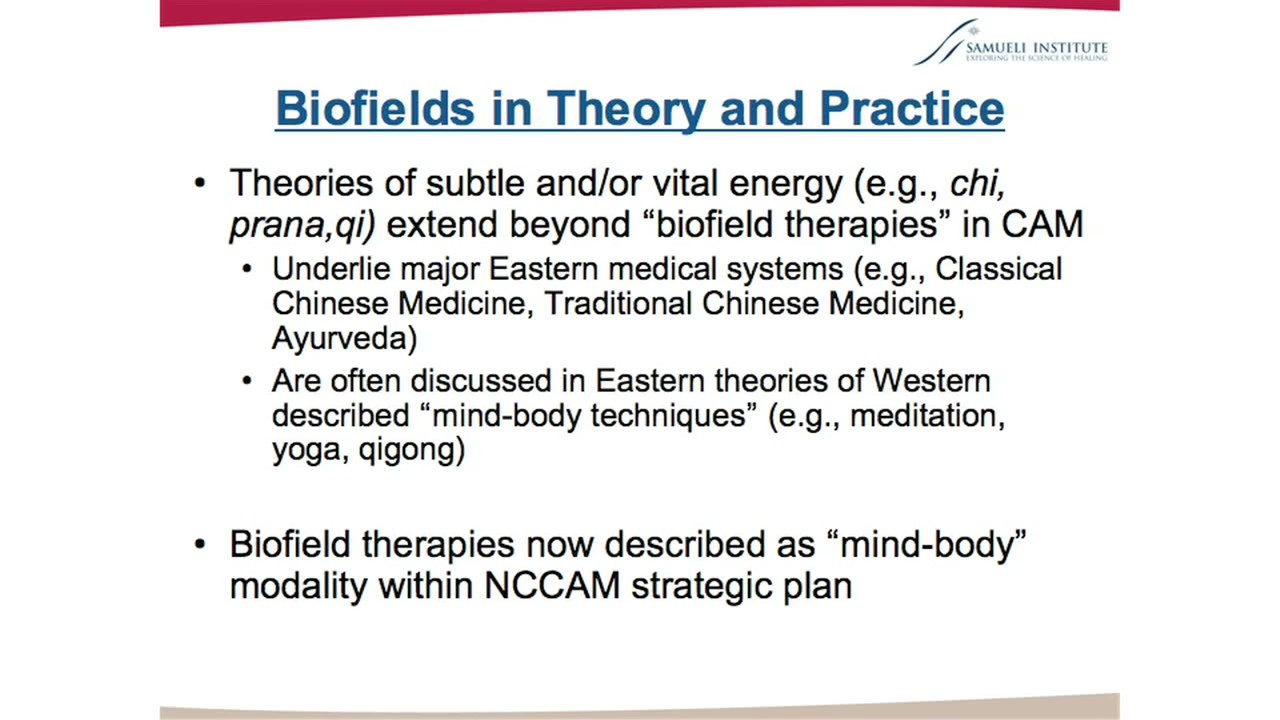 SAMUELI INSTITUTE
EXPLORING THE SCIENCE OF HEALING
Biofields in Theory and Practice
• Theories of subtle and/or vital energy (e.g., chi,
prana,qi) extend beyond “biofield therapies” in CAM
• Underlie major Eastern medical systems (e.g., Classical
Chinese Medicine, Traditional Chinese Medicine,
Ayurveda)
• Are often discussed in Eastern theories of Western
described “mind-body techniques” (e.g., meditation,
yoga, qigong)
• Biofield therapies now described as “mind-body”
modality within NCCAM strategic plan